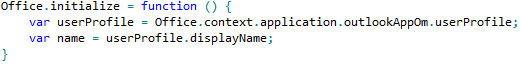 Office.initialize = function () {
    var userProfile = Office.context.application.outlookAppOm.userProfile;
    var name = userProfile.displayName;
}